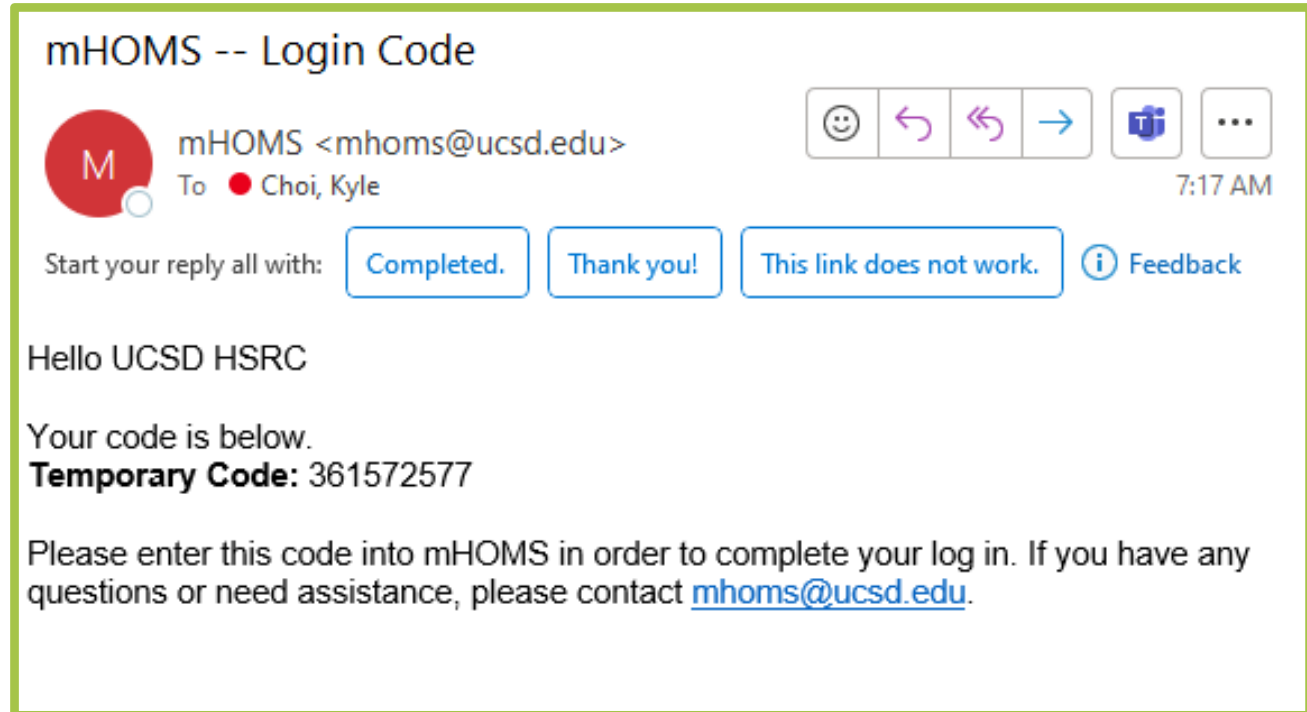 mHOMS -- Login Code
M
mHOMS <mhoms@ucsd.edu>
To Choi, Kyle
7:17 AM
Start your reply all with: Completed. Thank you! This link does not work. i Feedback
Hello UCSD HSRC
Your code is below.
Temporary Code: 361572577
Please enter this code into mHOMS in order to complete your log in. If you have any
questions or need assistance, please contact mhoms@ucsd.edu.